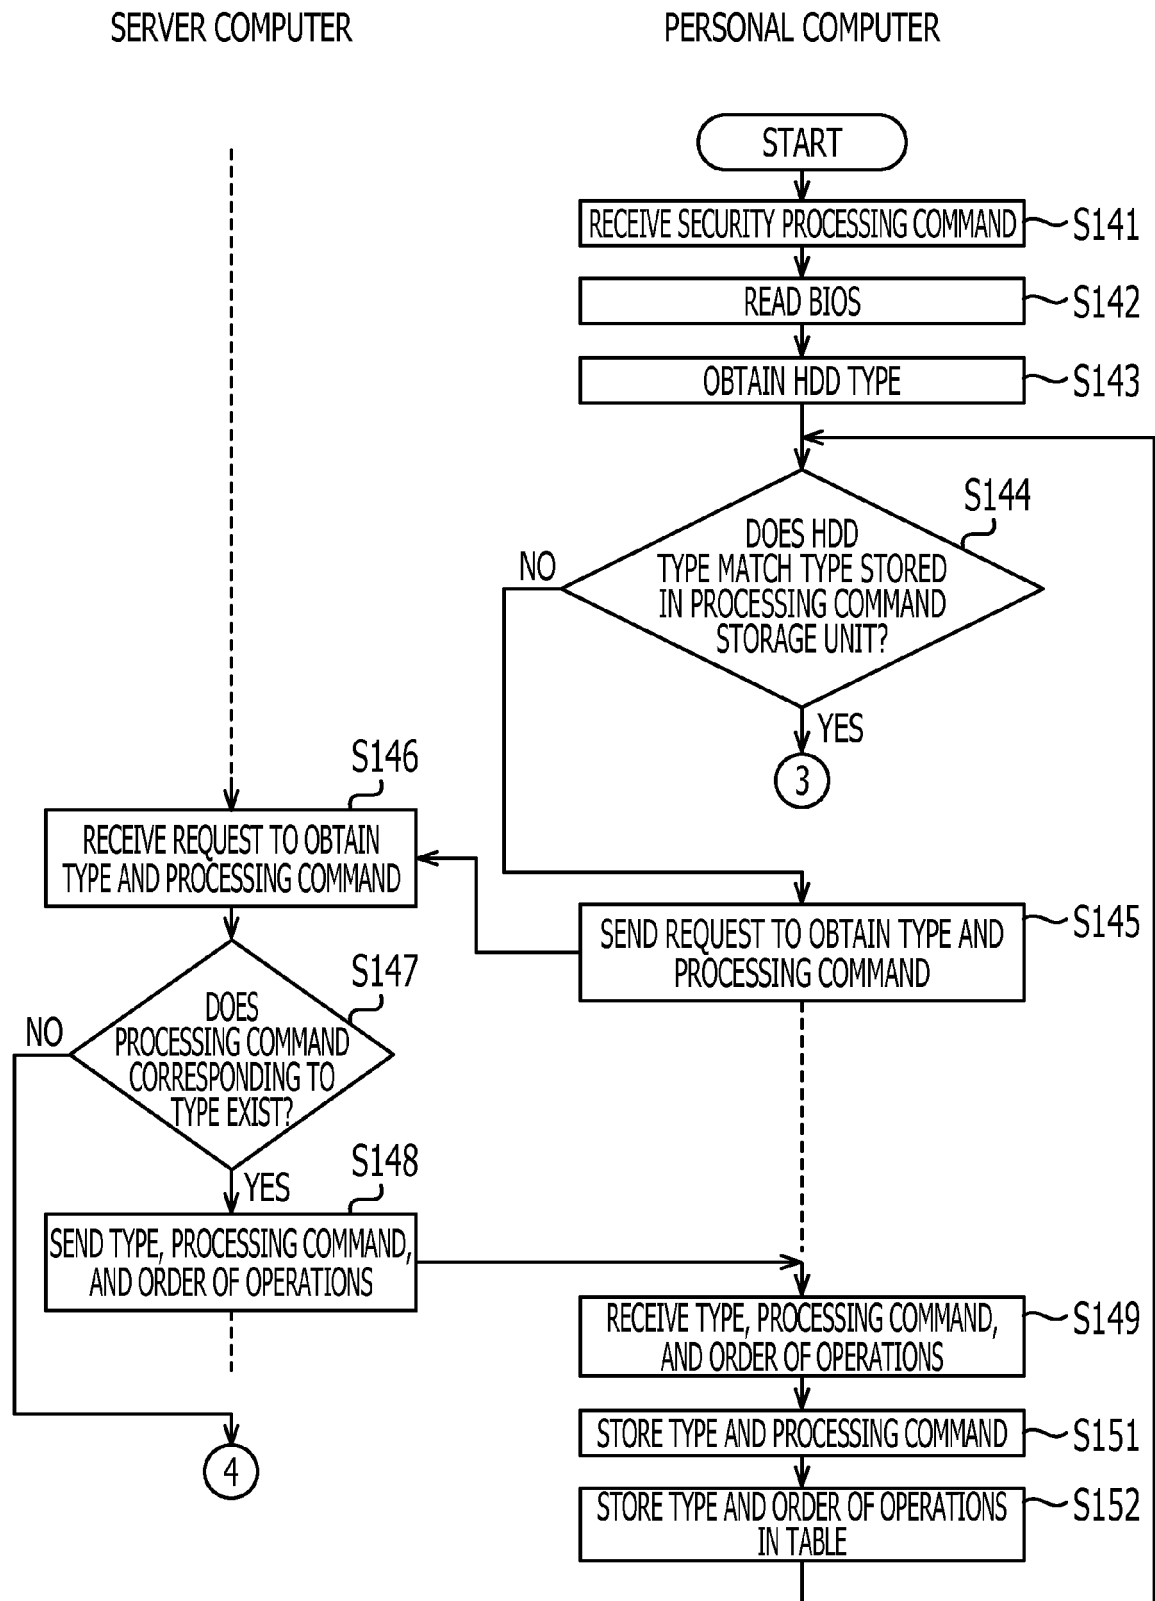 SERVER COMPUTER
PERSONAL COMPUTER
START
RECEIVE SECURITY PROCESSING COMMAND
S141
READ BIOS
S142
OBTAIN HDD TYPE
S143
S144
DOES HDD
TYPE MATCH TYPE STORED
IN PROCESSING COMMAND
STORAGE UNIT?
NO
YES
3
S146
RECEIVE REQUEST TO OBTAIN
TYPE AND PROCESSING COMMAND
SEND REQUEST TO OBTAIN TYPE AND
PROCESSING COMMAND
S145
S147
DOES
PROCESSING COMMAND
CORRESPONDING TO
TYPE EXIST?
NO
YES
S148
SEND TYPE, PROCESSING COMMAND,
AND ORDER OF OPERATIONS
RECEIVE TYPE, PROCESSING COMMAND,
AND ORDER OF OPERATIONS
S149
STORE TYPE AND PROCESSING COMMAND
S151
4
STORE TYPE AND ORDER OF OPERATIONS
IN TABLE
S152